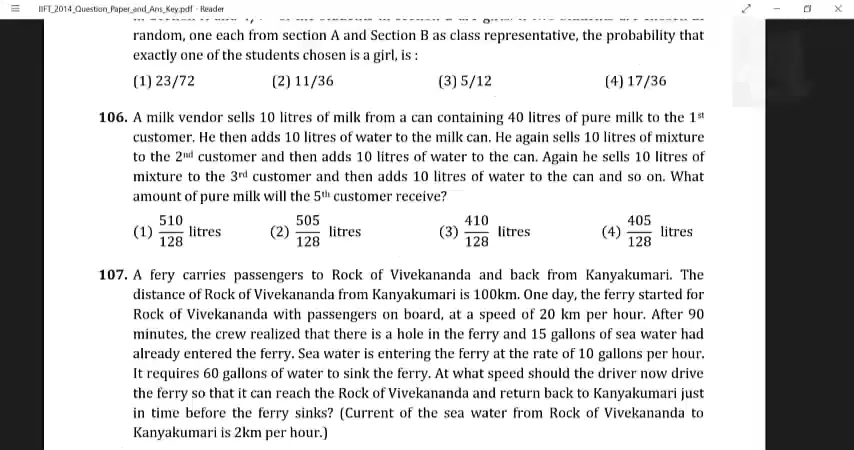 IIFT_2014_Question_Paper_and_Ans_Key.pdf - Reader
random, one each from section A and Section B as class representative, the probability that
exactly one of the students chosen is a girl, is :
(1) 23/72 (2) 11/36 (3) 5/12 (4) 17/36
106. A milk vendor sells 10 litres of milk from a can containing 40 litres of pure milk to the 1st
customer. He then adds 10 litres of water to the milk can. He again sells 10 litres of mixture
to the 2nd customer and then adds 10 litres of water to the can. Again he sells 10 litres of
mixture to the 3rd customer and then adds 10 litres of water to the can and so on. What
amount of pure milk will the 5th customer receive?
(1) 510/128 litres (2) 505/128 litres (3) 410/128 litres (4) 405/128 litres
107. A fery carries passengers to Rock of Vivekananda and back from Kanyakumari. The
distance of Rock of Vivekananda from Kanyakumari is 100km. One day, the ferry started for
Rock of Vivekananda with passengers on board, at a speed of 20 km per hour. After 90
minutes, the crew realized that there is a hole in the ferry and 15 gallons of sea water had
already entered the ferry. Sea water is entering the ferry at the rate of 10 gallons per hour.
It requires 60 gallons of water to sink the ferry. At what speed should the driver now drive
the ferry so that it can reach the Rock of Vivekananda and return back to Kanyakumari just
in time before the ferry sinks? (Current of the sea water from Rock of Vivekananda to
Kanyakumari is 2km per hour.)